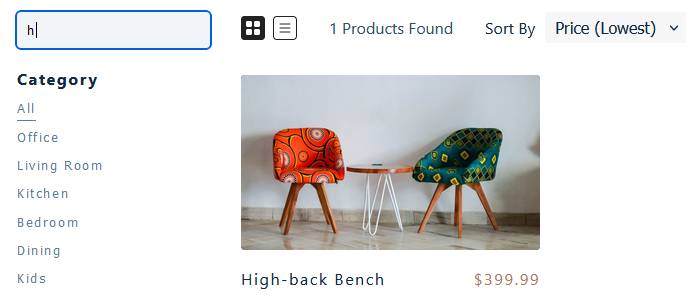 h
1 Products Found
Sort By
Price (Lowest)
Category
All
Office
Living Room
Kitchen
Bedroom
Dining
Kids
High-back Bench
$399.99